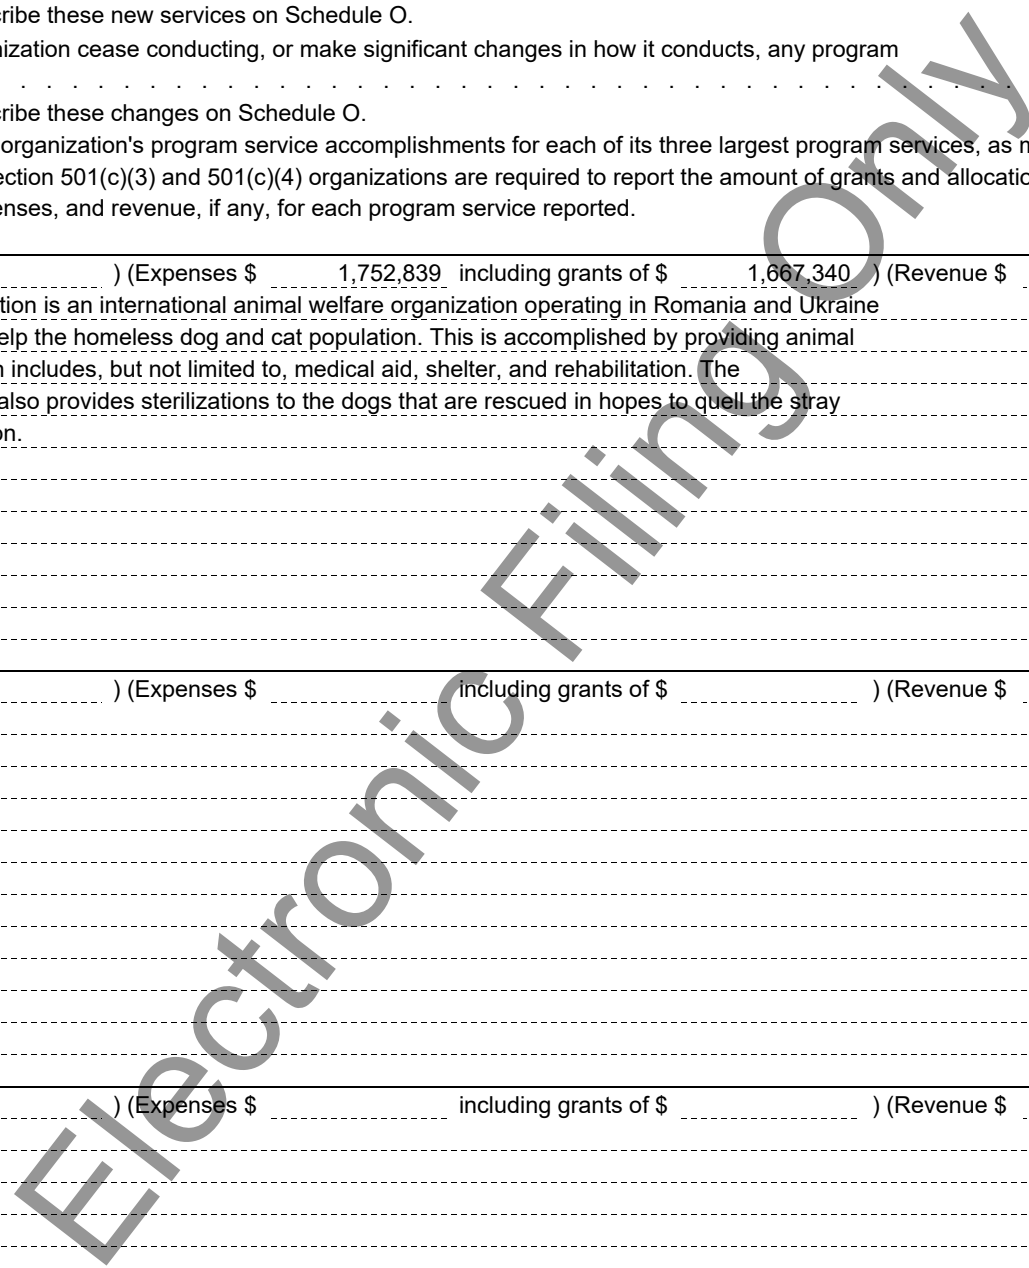 ribe these new services on Schedule O.
nization cease conducting, or make significant changes in how it conducts, any program
. . . . . . . . . . . . . . . . . . . . . . . . . . . . . . . . . . . . . . .
ribe these changes on Schedule O.
organization's program service accomplishments for each of its three largest program services, as m
ection 501(c)(3) and 501(c)(4) organizations are required to report the amount of grants and allocatio
enses, and revenue, if any, for each program service reported.
) (Expenses $ 1,752,839 including grants of $ 1,667,340 ) (Revenue $
tion is an international animal welfare organization operating in Romania and Ukraine
elp the homeless dog and cat population. This is accomplished by providing animal
n includes, but not limited to, medical aid, shelter, and rehabilitation. The
also provides sterilizations to the dogs that are rescued in hopes to quell the stray
on.
) (Expenses $ including grants of $ ) (Revenue $
) (Expenses $ including grants of $ ) (Revenue $
Electronic Filing Only